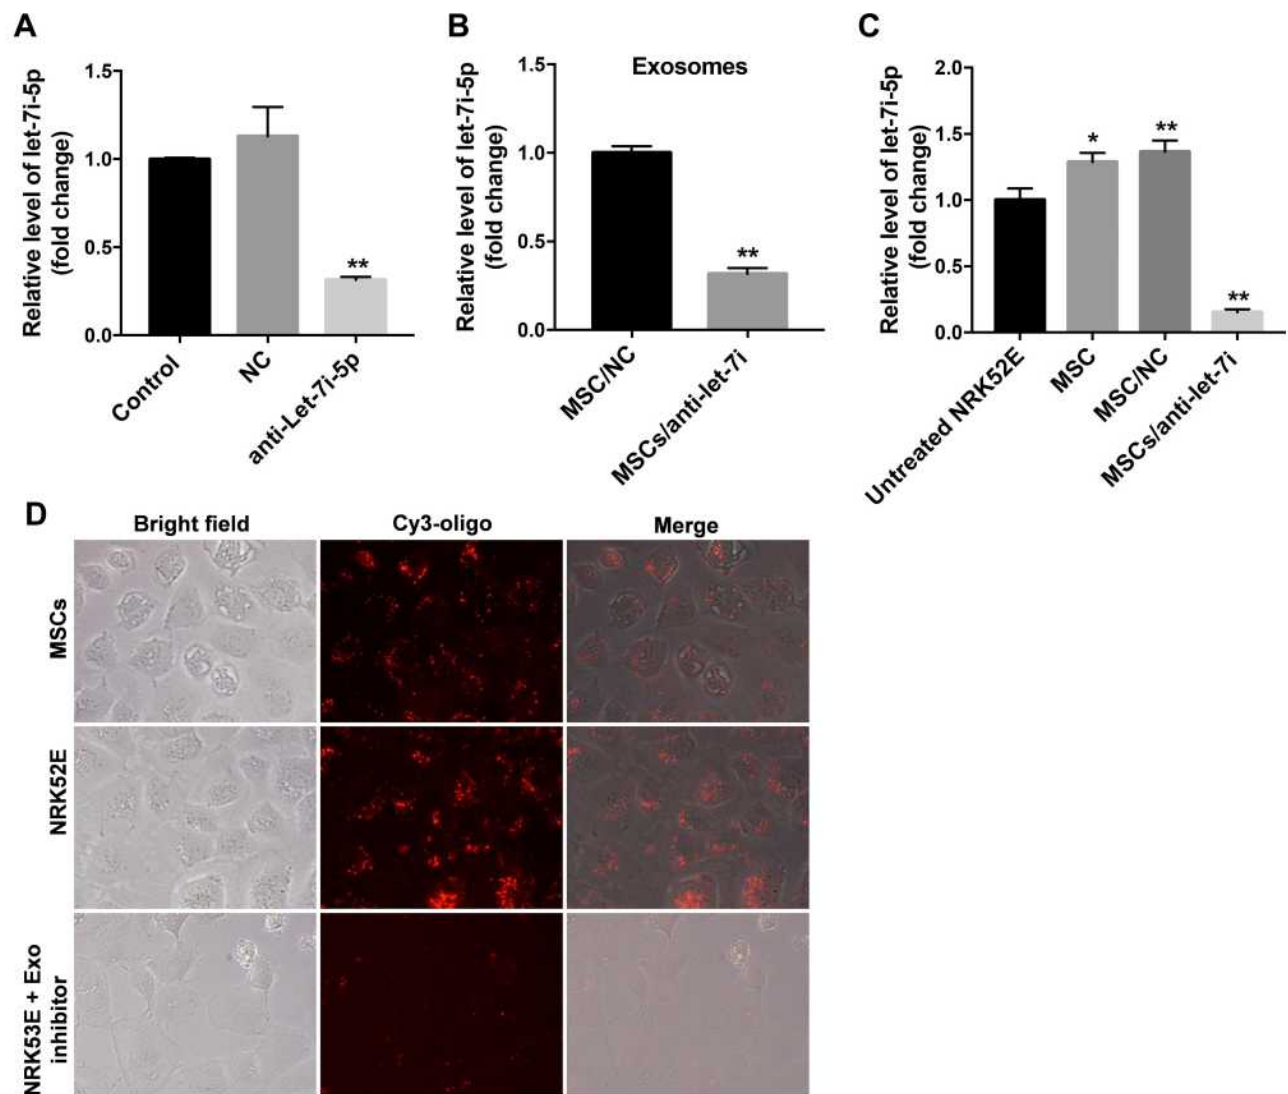 A
Relative level of let-7i-5p
(fold change)
1.5
1.0
0.5
0.0
**
Control
NC
anti-Let-7i-5p
B
Exosomes
Relative level of let-7i-5p
(fold change)
1.5
1.0
0.5
0.0
**
MSC/NC
MSCs/anti-let-7i
C
Relative level of let-7i-5p
(fold change)
2.0
1.5
1.0
0.5
0.0
*
**
**
Untreated NRK52E
MSC
MSC/NC
MSCs/anti-let-7i
D
Bright field
Cy3-oligo
Merge
MSCs
NRK52E
NRK53E + Exo
inhibitor